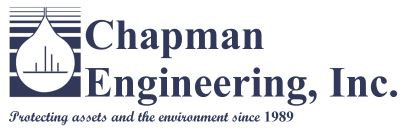 Chapman
Engineering, Inc.
Protecting assets and the environment since 1989